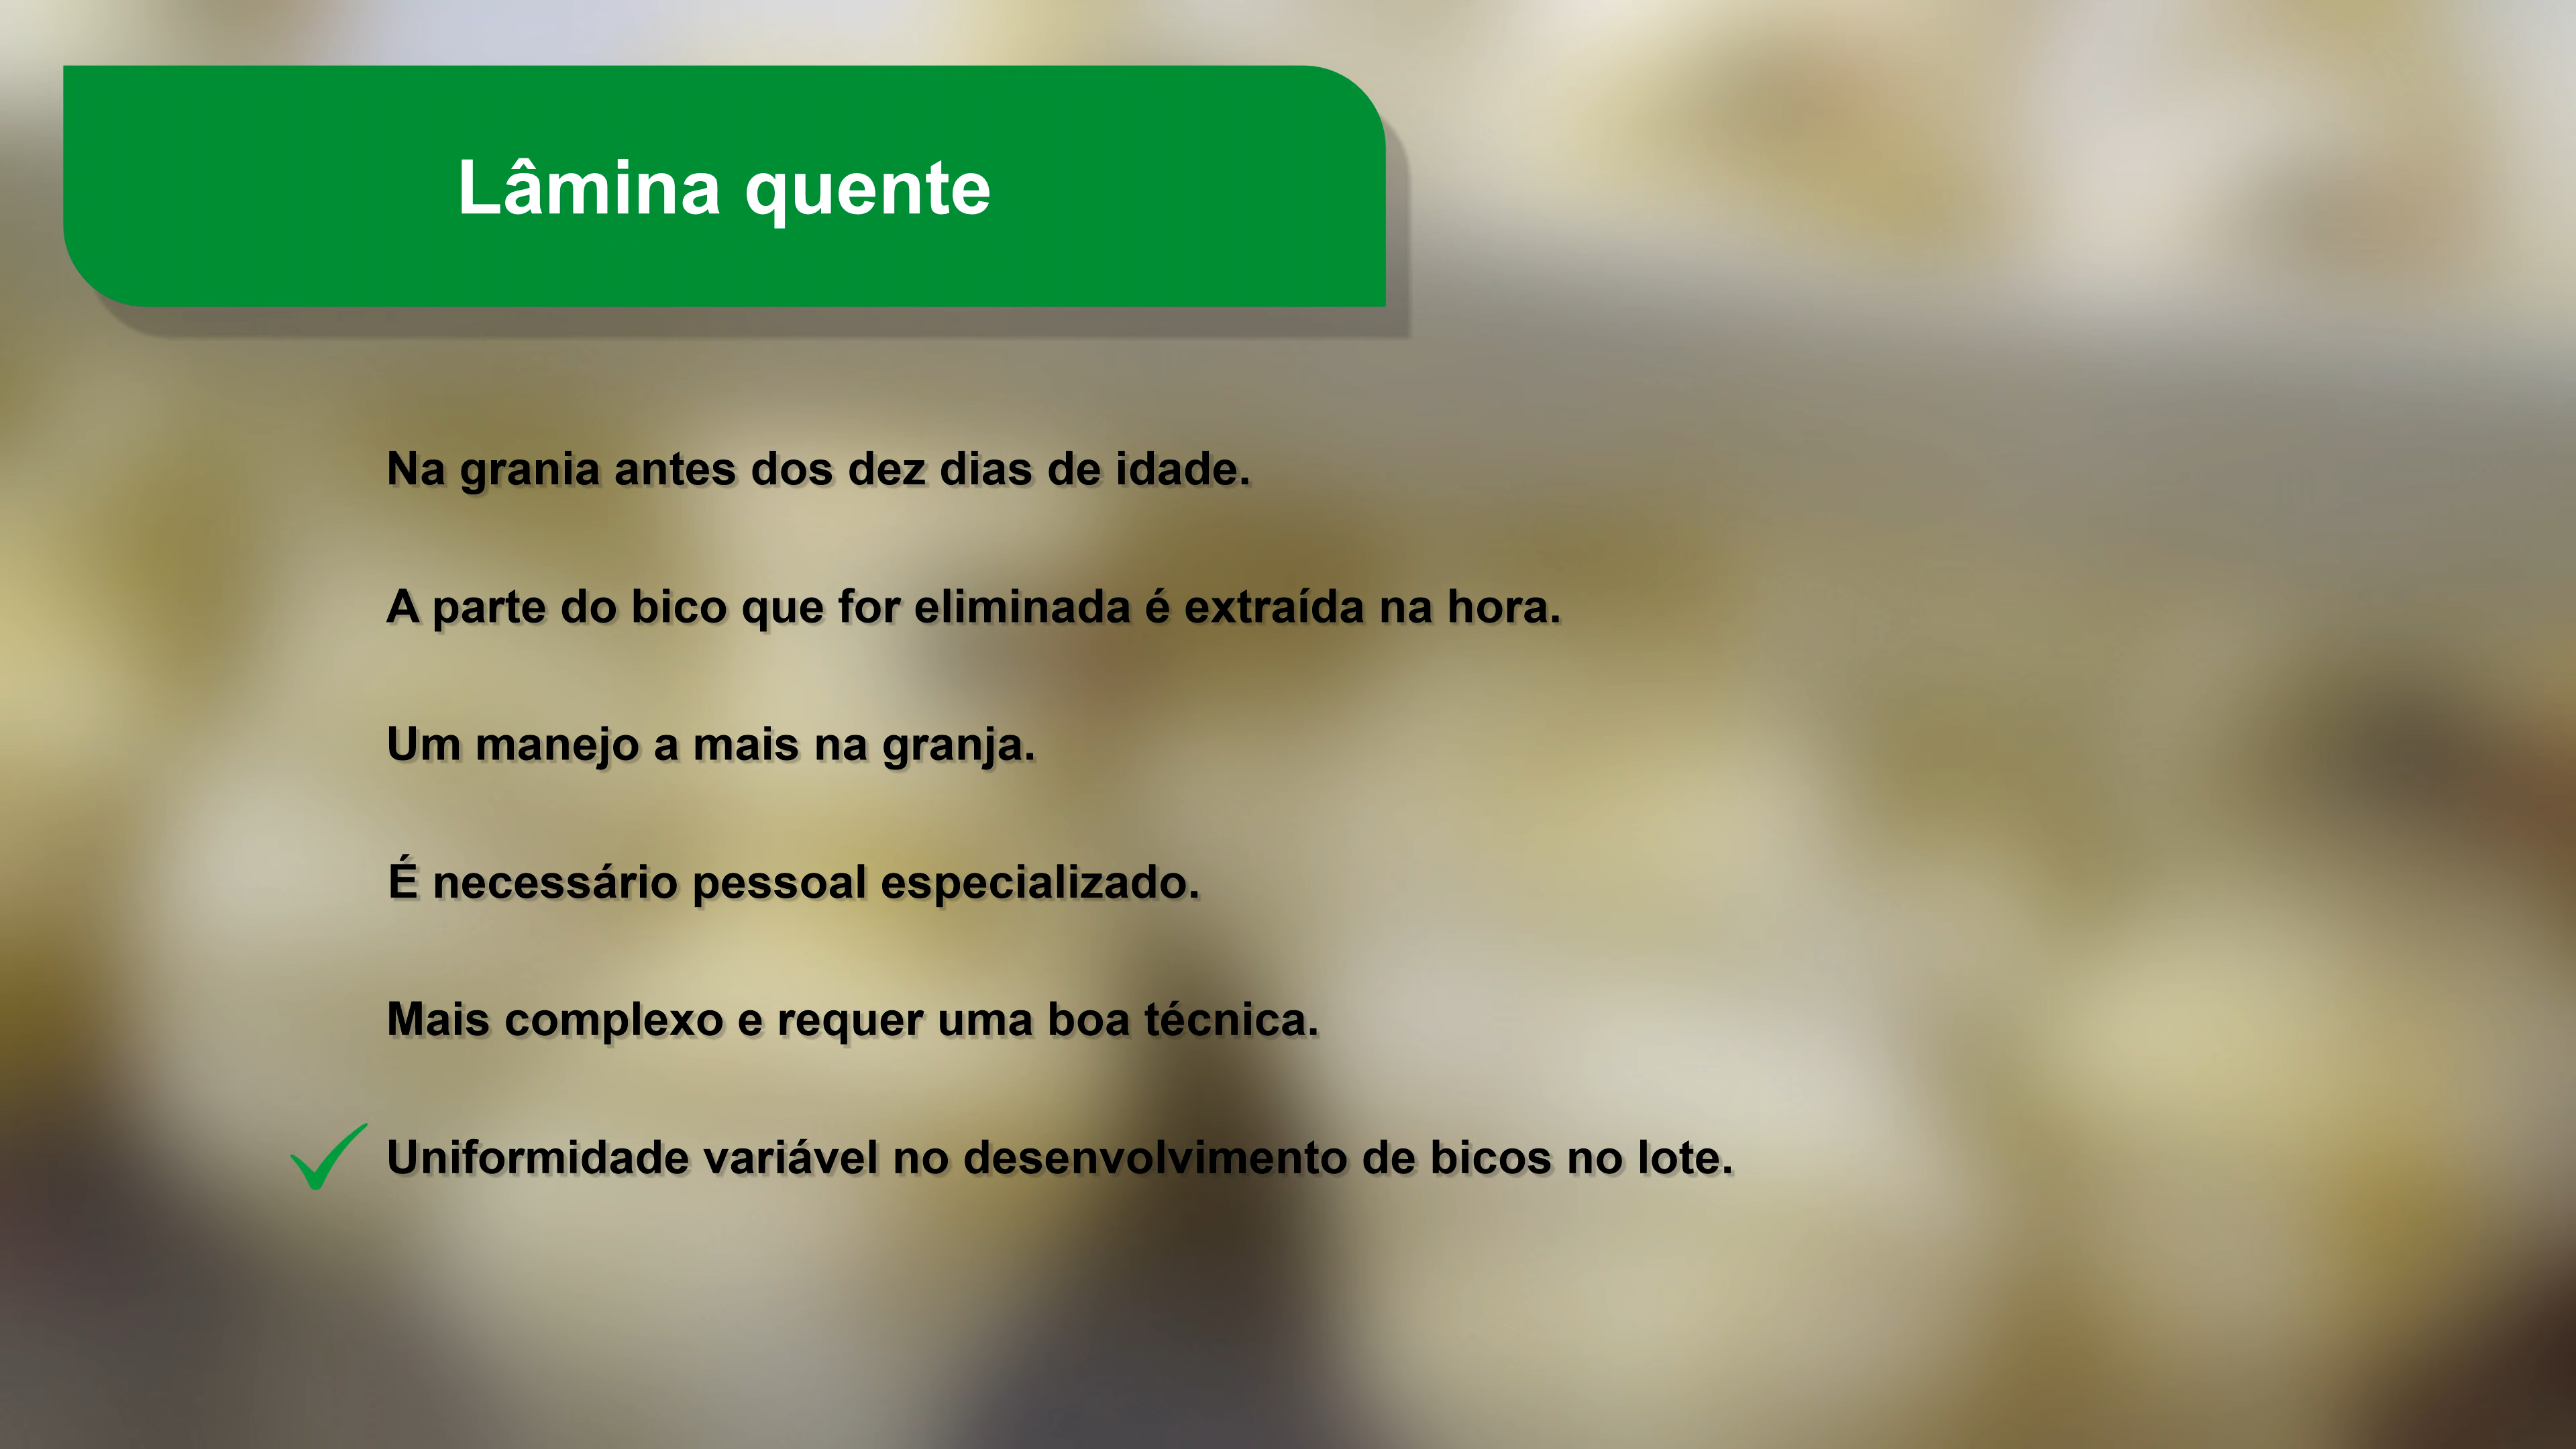 Lâmina quente
Na grania antes dos dez dias de idade.
A parte do bico que for eliminada é extraída na hora.
Um manejo a mais na granja.
É necessário pessoal especializado.
Mais complexo e requer uma boa técnica.
Uniformidade variável no desenvolvimento de bicos no lote.